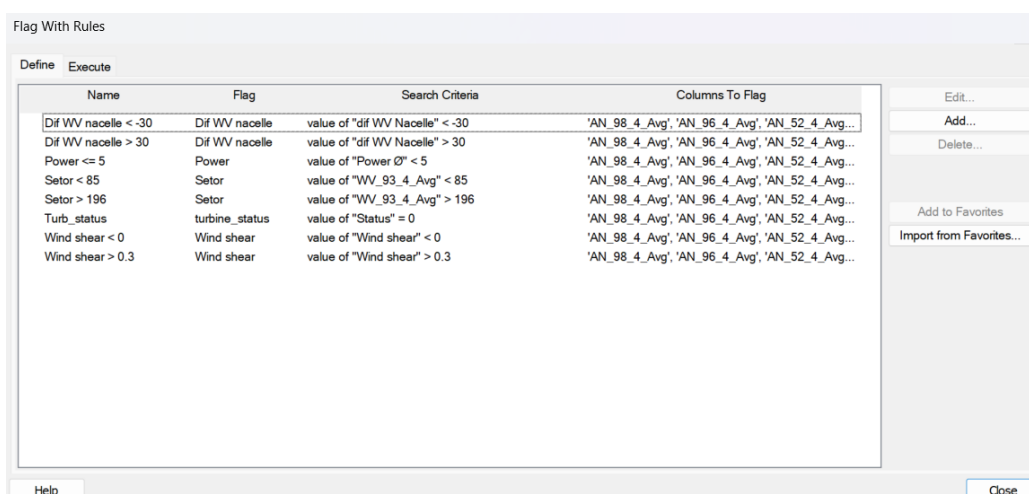 Flag With Rules
Define Execute
Name Flag Search Criteria Columns To Flag
Dif WV nacelle < -30 Dif WV nacelle value of "dif WV Nacelle" < -30 'AN_98_4_Avg', 'AN_96_4_Avg', 'AN_52_4_Avg...
Dif WV nacelle > 30 Dif WV nacelle value of "dif WV Nacelle" > 30 'AN_98_4_Avg', 'AN_96_4_Avg', 'AN_52_4_Avg...
Power <= 5 Power value of "Power Ø" < 5 'AN_98_4_Avg', 'AN_96_4_Avg', 'AN_52_4_Avg...
Setor < 85 Setor value of "WV_93_4_Avg" < 85 'AN_98_4_Avg', 'AN_96_4_Avg', 'AN_52_4_Avg...
Setor > 196 Setor value of "WV_93_4_Avg" > 196 'AN_98_4_Avg', 'AN_96_4_Avg', 'AN_52_4_Avg...
Turb_status turbine_status value of "Status" = 0 'AN_98_4_Avg', 'AN_96_4_Avg', 'AN_52_4_Avg...
Wind shear < 0 Wind shear value of "Wind shear" < 0 'AN_98_4_Avg', 'AN_96_4_Avg', 'AN_52_4_Avg...
Wind shear > 0.3 Wind shear value of "Wind shear" > 0.3 'AN_98_4_Avg', 'AN_96_4_Avg', 'AN_52_4_Avg...
Edit...
Add...
Delete...
Add to Favorites
Import from Favorites...
Help Close